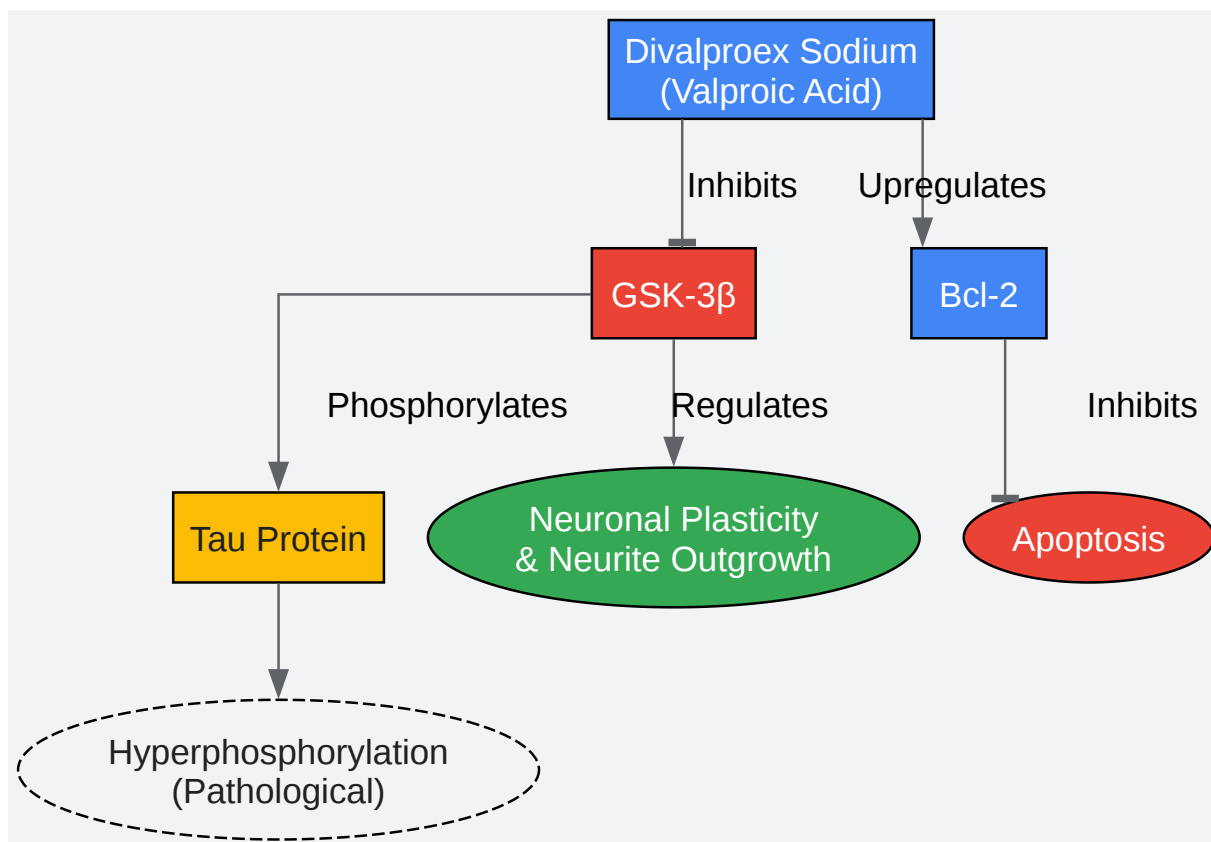 Divalproex Sodium
(Valproic Acid)
Inhibits
Upregulates
GSK-3β
Bcl-2
Phosphorylates
Regulates
Inhibits
Tau Protein
Neuronal Plasticity
& Neurite Outgrowth
Apoptosis
Hyperphosphorylation
(Pathological)